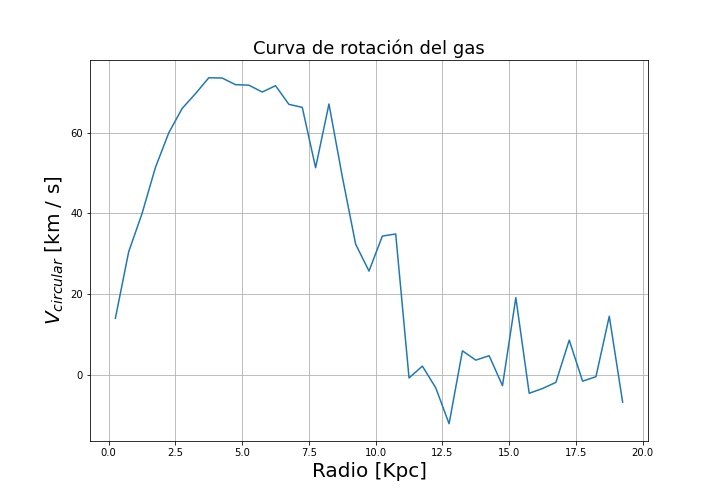 Curva de rotación del gas
60
40
20
0
V_circular [km / s]
0.0 2.5 5.0 7.5 10.0 12.5 15.0 17.5 20.0
Radio [Kpc]